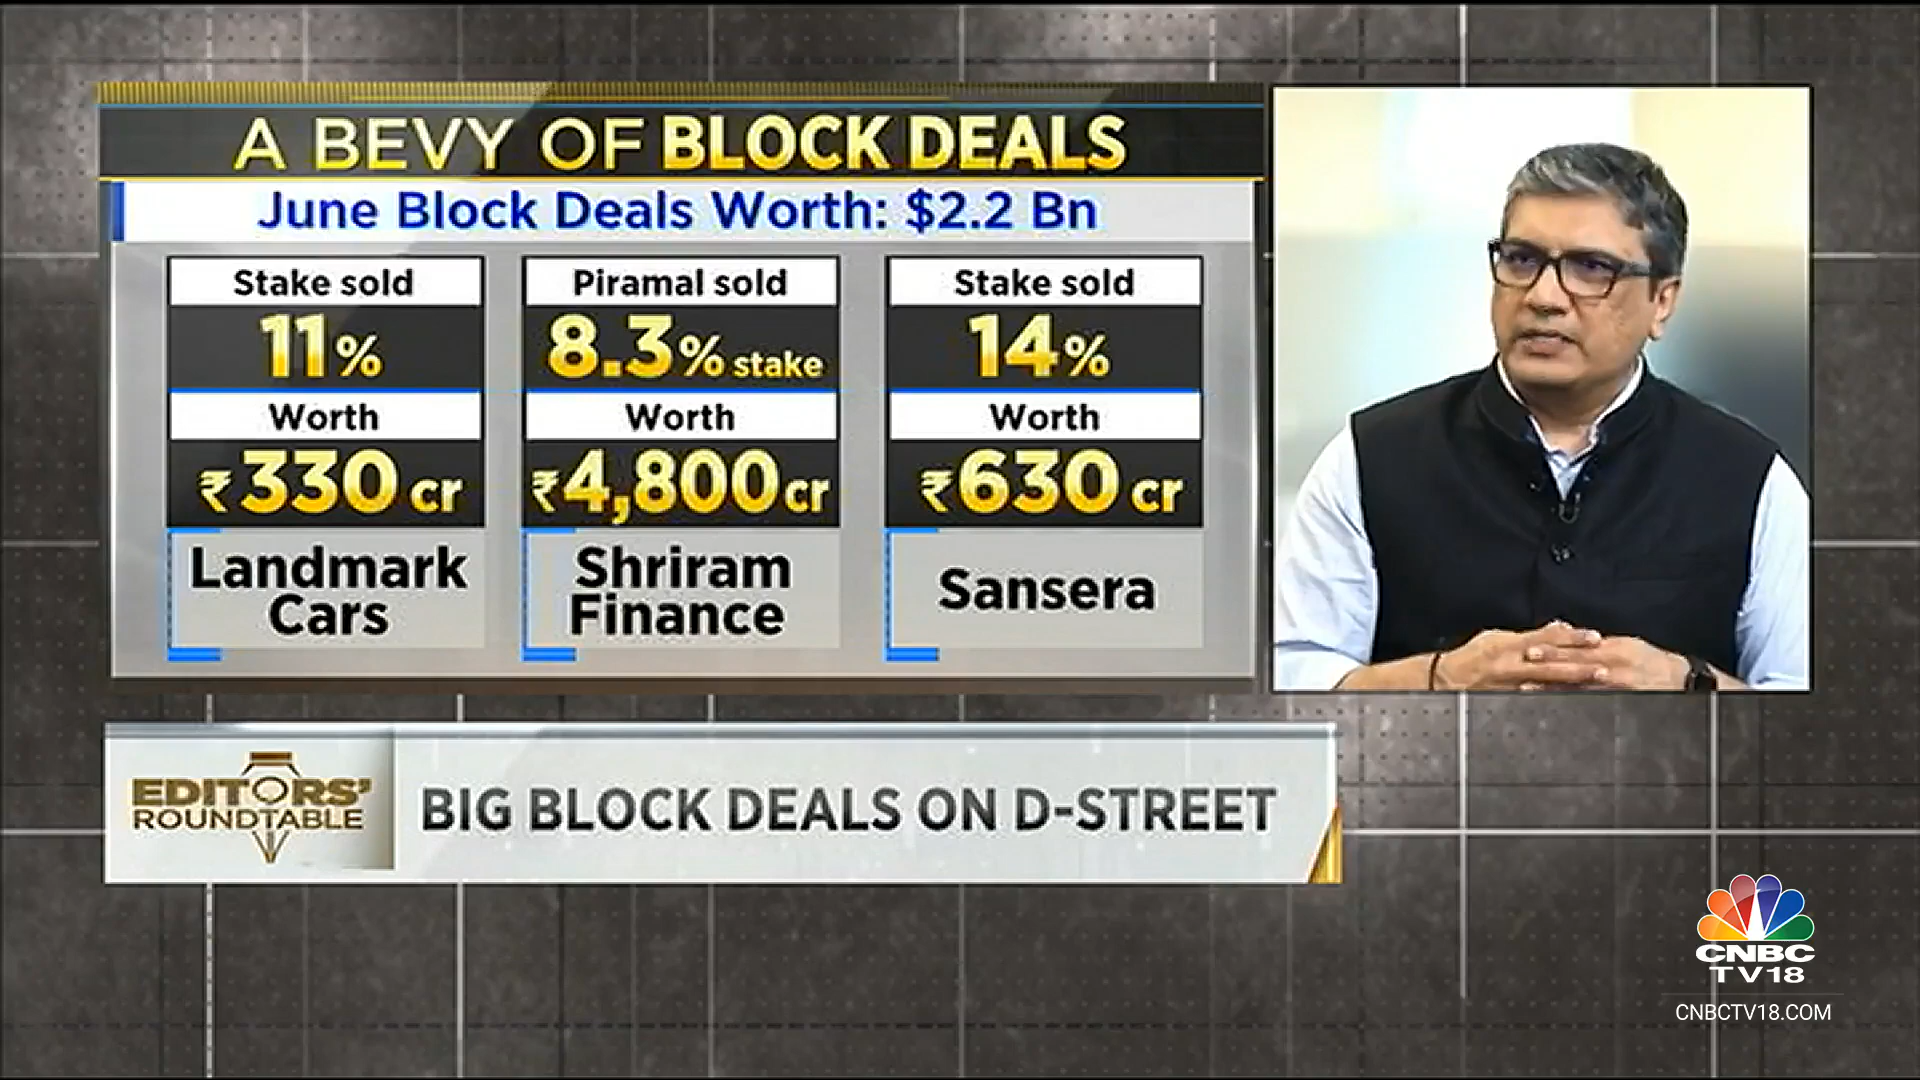 A BEVY OF BLOCK DEALS
June Block Deals Worth: $2.2 Bn
Stake sold
11%
Worth
₹330 cr
Landmark
Cars
Piramal sold
8.3% stake
Worth
₹4,800 cr
Shriram
Finance
Stake sold
14%
Worth
₹630 cr
Sansera
EDITORS'
ROUNDTABLE
BIG BLOCK DEALS ON D-STREET
CNBC
TV18
CNBCTV18.COM